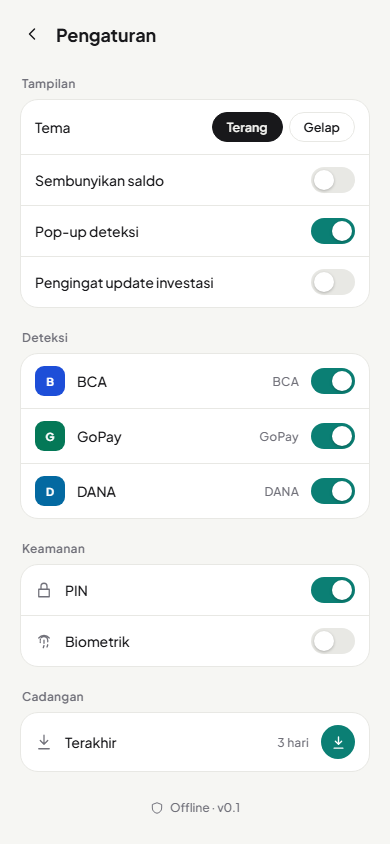 Pengaturan
Tampilan
Tema Terang Gelap
Sembunyikan saldo
Pop-up deteksi
Pengingat update investasi
Deteksi
B BCA BCA
G GoPay GoPay
D DANA DANA
Keamanan
PIN
Biometrik
Cadangan
Terakhir 3 hari
Offline · v0.1